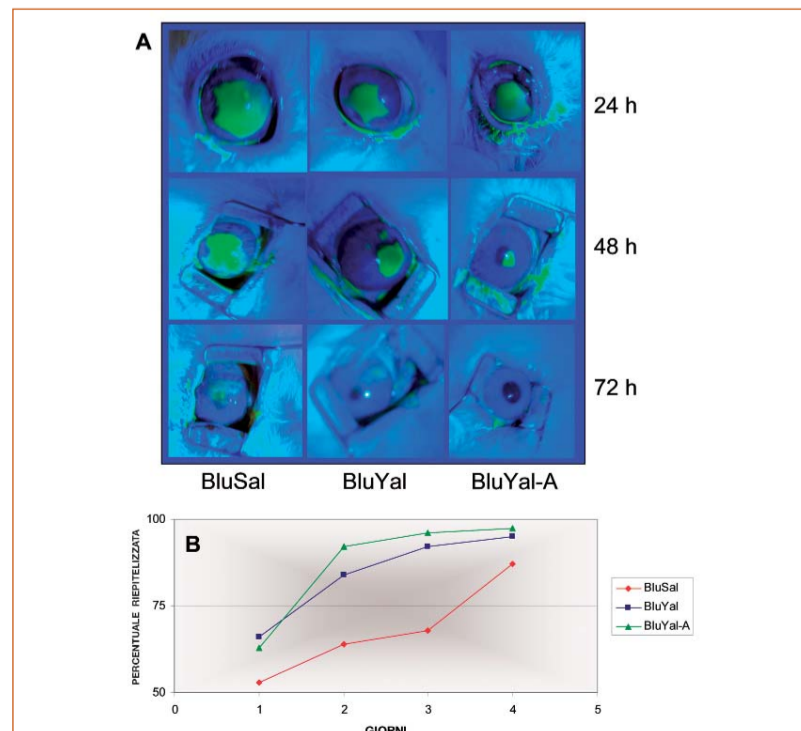 A
24 h
48 h
72 h
BluSal BluYal BluYal-A
B
100
75
50
PERCENTUALE RIEPITELIZZATA
0 1 2 3 4 5
GIORNI
BluSal
BluYal
BluYal-A